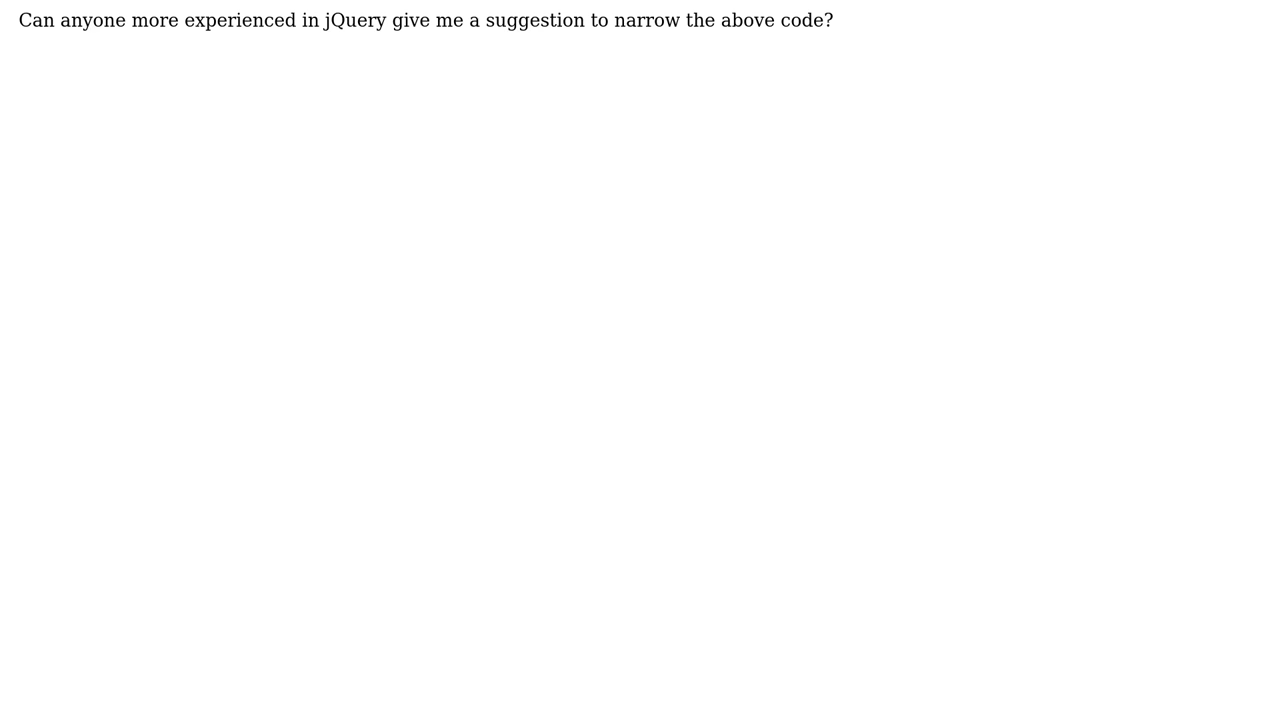 Can anyone more experienced in jQuery give me a suggestion to narrow the above code?